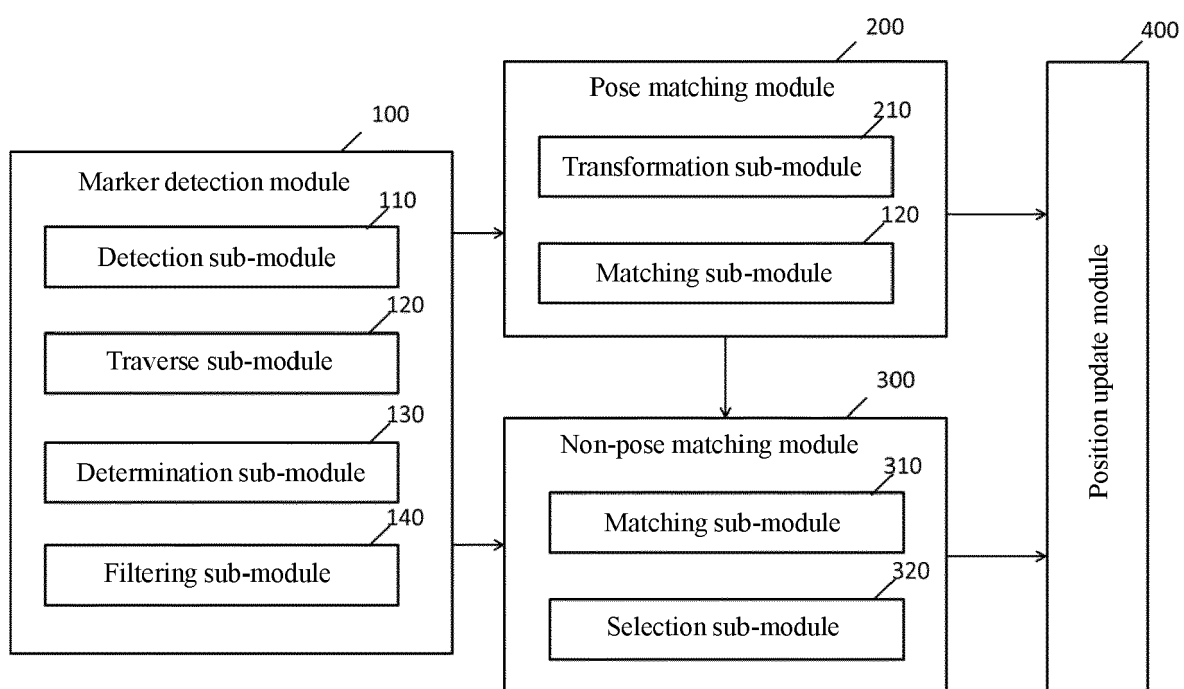 100
Marker detection module
110
Detection sub-module
120
Traverse sub-module
130
Determination sub-module
140
Filtering sub-module
200
Pose matching module
210
Transformation sub-module
120
Matching sub-module
300
Non-pose matching module
310
Matching sub-module
320
Selection sub-module
400
Position update module